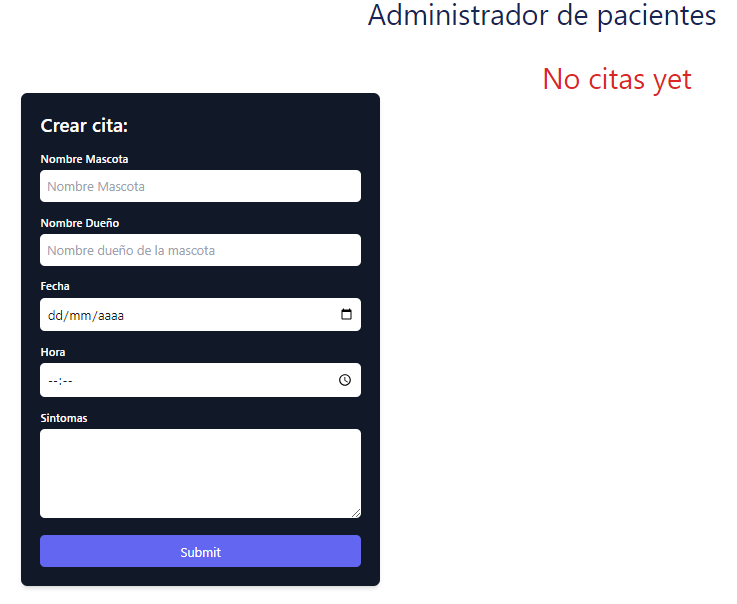 Administrador de pacientes
No citas yet
Crear cita:
Nombre Mascota
Nombre Mascota
Nombre Dueño
Nombre dueño de la mascota
Fecha
dd/mm/aaaa
Hora
--:--
Sintomas
Submit